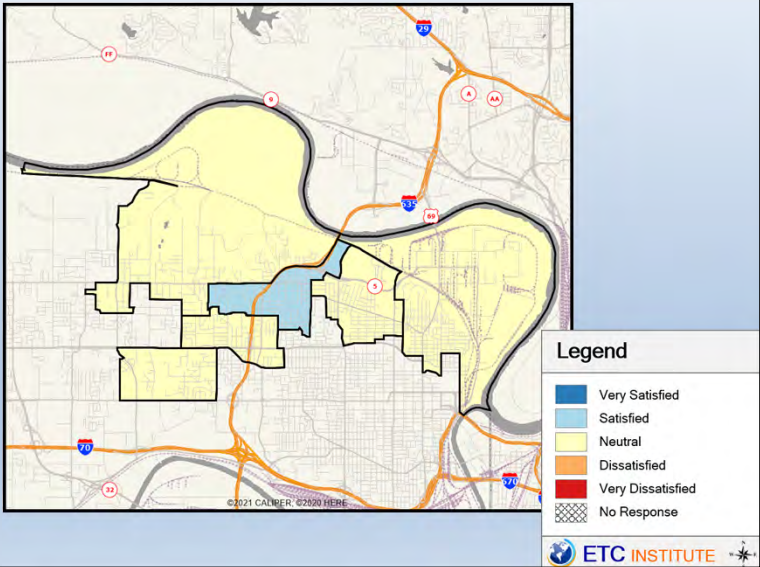 29
FF
9
A
AA
635
69
5
Legend
Very Satisfied
Satisfied
Neutral
Dissatisfied
Very Dissatisfied
No Response
70
670
32
©2021 CALIPER; ©2020 HERE
ETC INSTITUTE
N
W
E
S